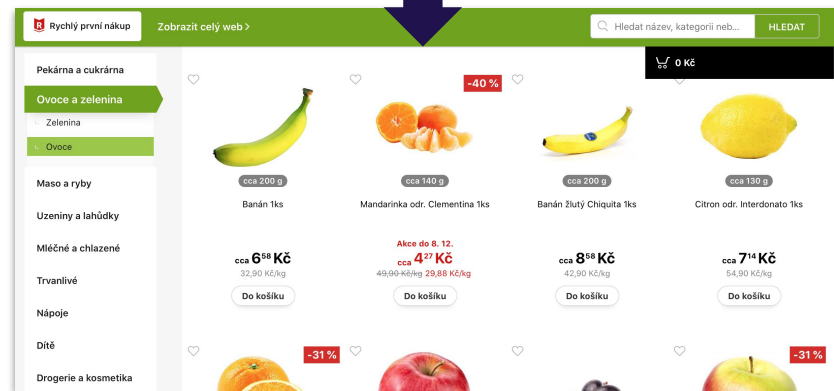 Rychlý první nákup
Zobrazit celý web >
Hledat název, kategorii neb...
HLEDAT
0 Kč
Pekárna a cukrárna
Ovoce a zelenina
Zelenina
Ovoce
Maso a ryby
Uzeniny a lahůdky
Mléčné a chlazené
Trvanlivé
Nápoje
Dítě
Drogerie a kosmetika
cca 200 g
Banán 1ks
cca 6⁵⁸ Kč
32,90 Kč/kg
Do košíku
-40 %
cca 140 g
Mandarinka odr. Clementina 1ks
Akce do 8. 12.
cca 4²⁷ Kč
49,90 Kč/kg 29,88 Kč/kg
Do košíku
cca 200 g
Banán žlutý Chiquita 1ks
cca 8⁵⁸ Kč
42,90 Kč/kg
Do košíku
cca 130 g
Citron odr. Interdonato 1ks
cca 7¹⁴ Kč
54,90 Kč/kg
Do košíku
-31 %
-31 %